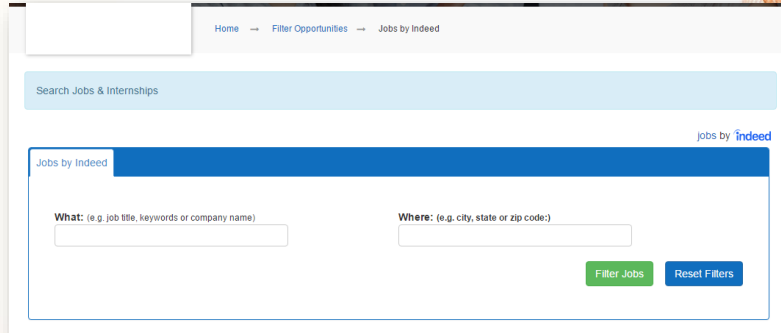 Home → Filter Opportunities → Jobs by Indeed
Search Jobs & Internships
jobs by indeed
Jobs by Indeed
What: (e.g. job title, keywords or company name)
Where: (e.g. city, state or zip code:)
Filter Jobs Reset Filters